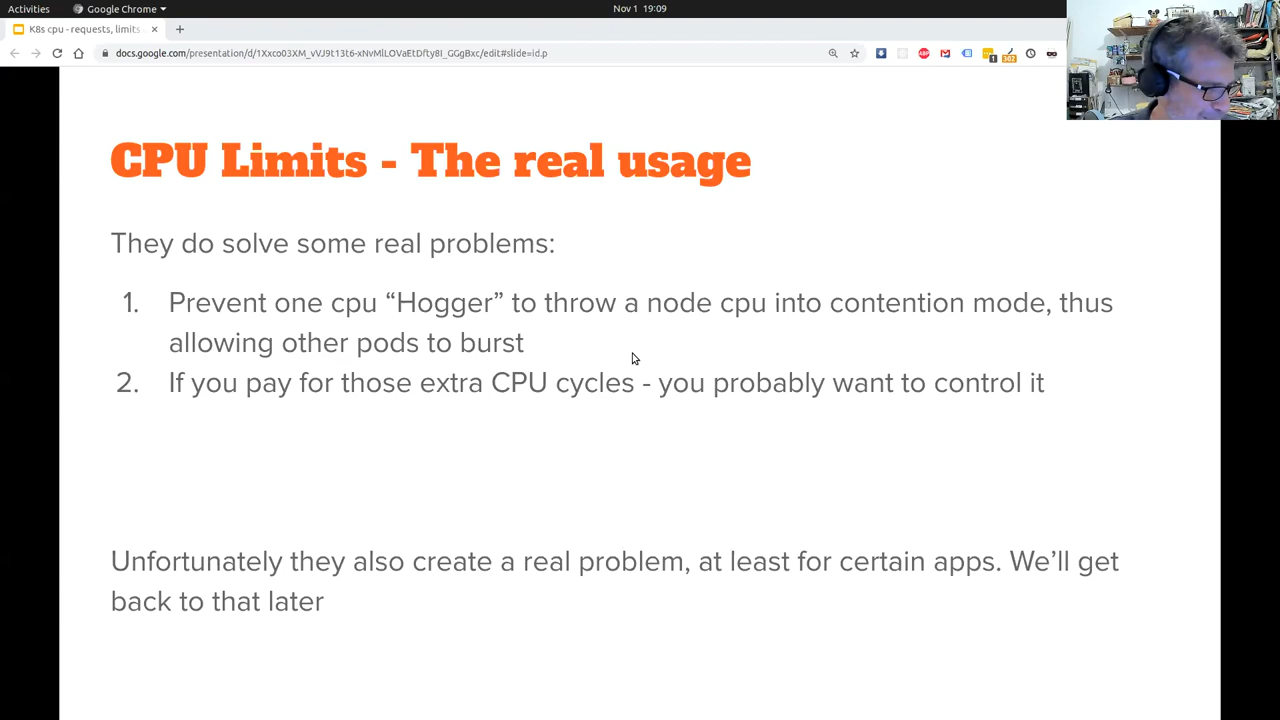 Activities
Google Chrome
Nov 1 19:09
K8s cpu - requests, limits
docs.google.com/presentation/d/1Xxco03XM_vVJ9t13t6-xNvMlLOVaEtDfty8I_GGgBxc/edit#slide=id.p
1
302
CPU Limits - The real usage
They do solve some real problems:
1. Prevent one cpu “Hogger” to throw a node cpu into contention mode, thus
allowing other pods to burst
2. If you pay for those extra CPU cycles - you probably want to control it
Unfortunately they also create a real problem, at least for certain apps. We’ll get
back to that later